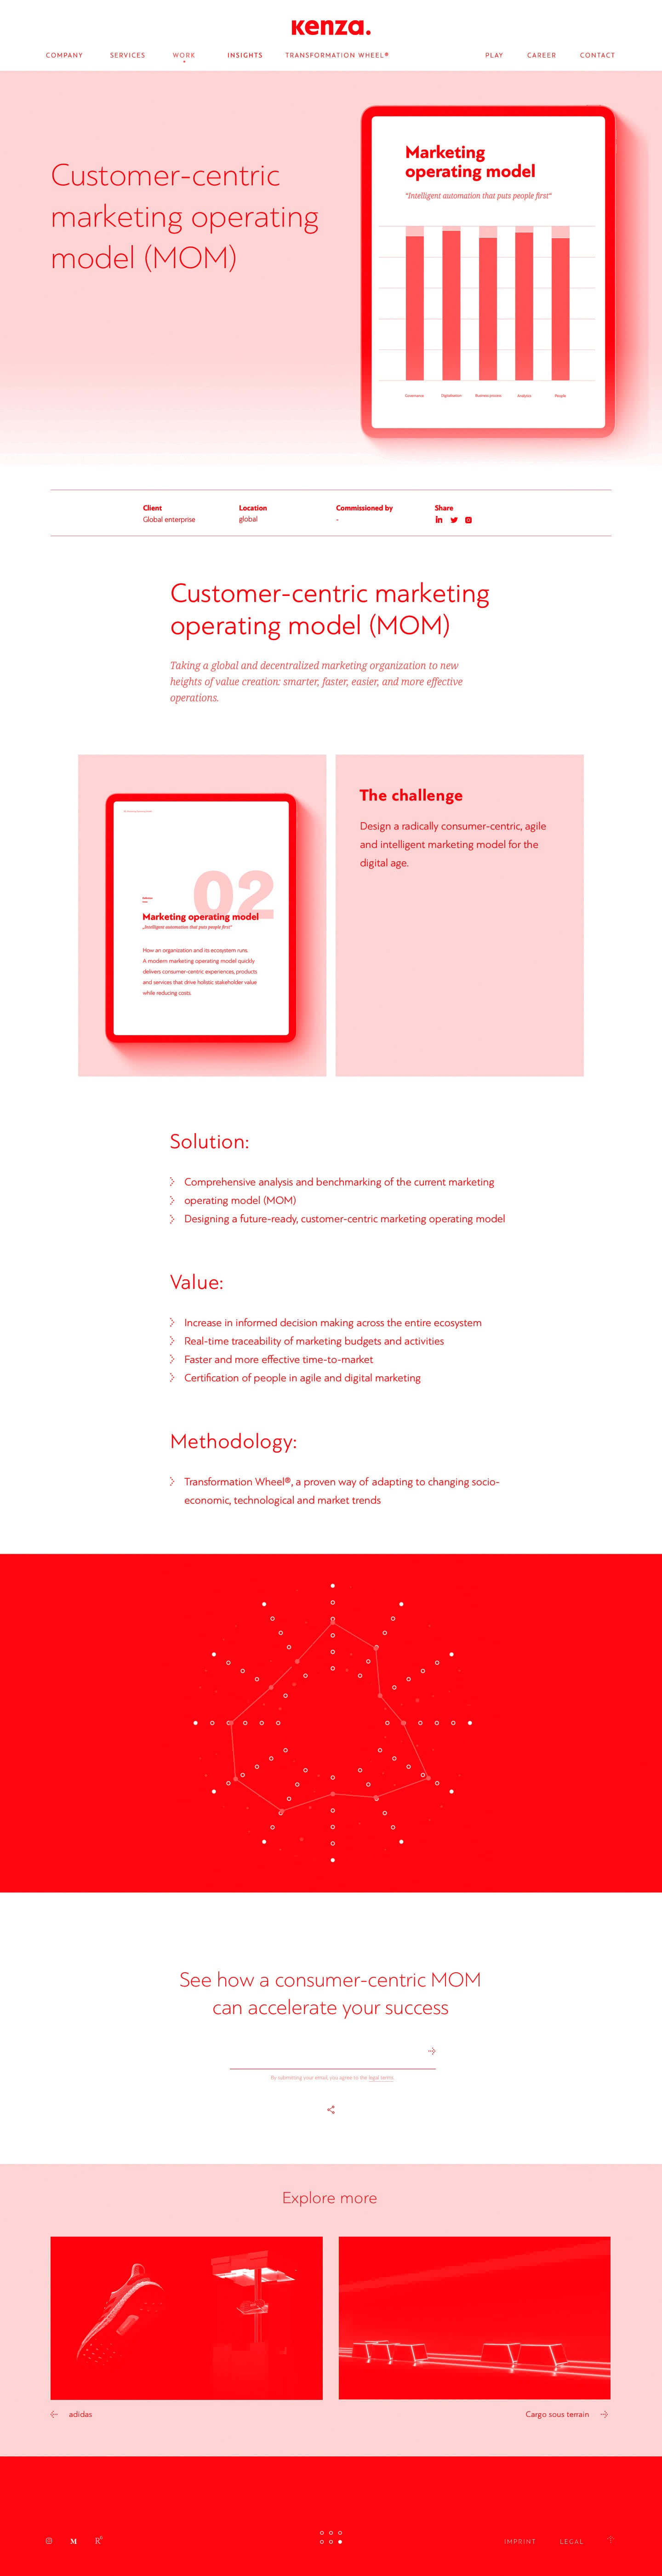 kenza.
COMPANY SERVICES WORK INSIGHTS TRANSFORMATION WHEEL® PLAY CAREER CONTACT
Customer-centric
marketing operating
model (MOM)
Marketing
operating model
"Intelligent automation that puts people first"
Governance Digitalization Business process Analytics People
Client Location Commissioned by Share
Global enterprise global -
Customer-centric marketing
operating model (MOM)
Taking a global and decentralized marketing organization to new
heights of value creation: smarter, faster, easier, and more effective
operations.
02
Marketing operating model
„Intelligent automation that puts people first"
How an organization and its ecosystem runs.
A modern marketing operating model quickly
delivers consumer-centric experiences, products
and services that drive holistic stakeholder value
while reducing costs.
The challenge
Design a radically consumer-centric, agile
and intelligent marketing model for the
digital age.
Solution:
Comprehensive analysis and benchmarking of the current marketing
operating model (MOM)
Designing a future-ready, customer-centric marketing operating model
Value:
Increase in informed decision making across the entire ecosystem
Real-time traceability of marketing budgets and activities
Faster and more effective time-to-market
Certification of people in agile and digital marketing
Methodology:
Transformation Wheel®, a proven way of adapting to changing socio-
economic, technological and market trends
See how a consumer-centric MOM
can accelerate your success
By submitting your email, you agree to the legal terms.
Explore more
adidas Cargo sous terrain
M R⁶ IMPRINT LEGAL